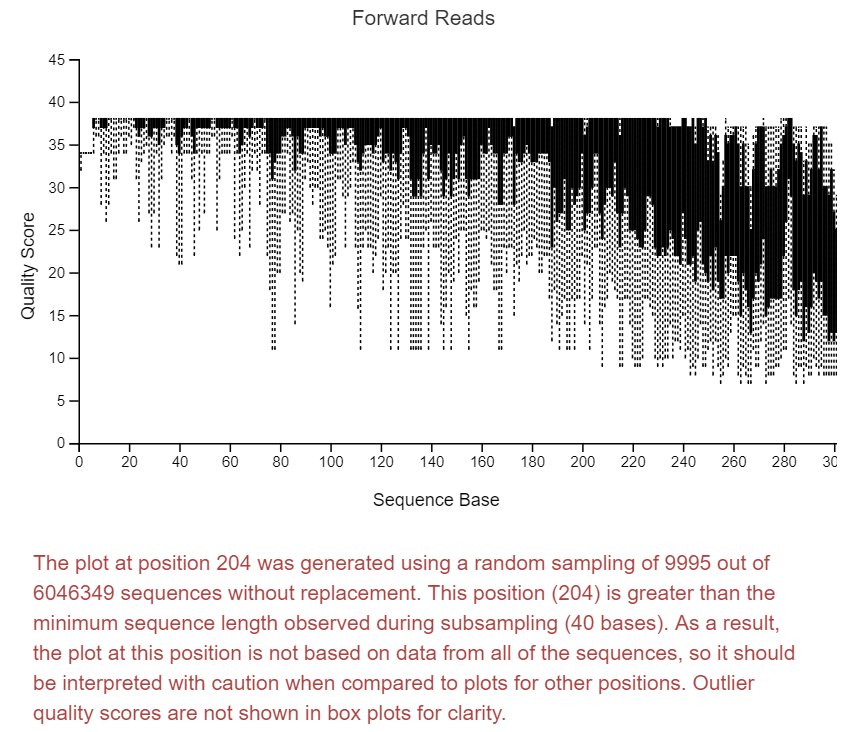 Forward Reads
45
40
35
30
25
20
15
10
5
0
Quality Score
0 20 40 60 80 100 120 140 160 180 200 220 240 260 280 30
Sequence Base
The plot at position 204 was generated using a random sampling of 9995 out of
6046349 sequences without replacement. This position (204) is greater than the
minimum sequence length observed during subsampling (40 bases). As a result,
the plot at this position is not based on data from all of the sequences, so it should
be interpreted with caution when compared to plots for other positions. Outlier
quality scores are not shown in box plots for clarity.